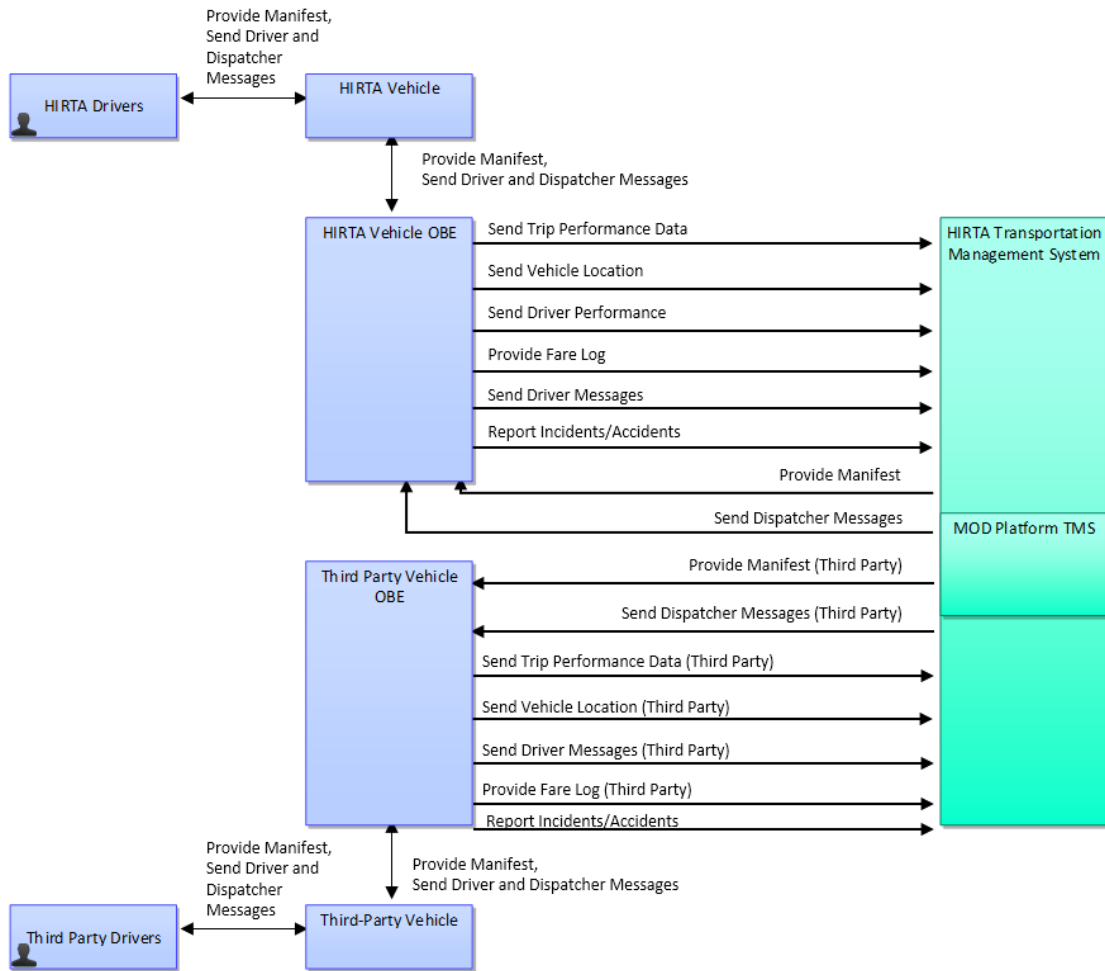 Provide Manifest,
Send Driver and
Dispatcher
Messages
HIRTA Drivers
HIRTA Vehicle
Provide Manifest,
Send Driver and Dispatcher Messages
HIRTA Vehicle OBE
Send Trip Performance Data
Send Vehicle Location
Send Driver Performance
Provide Fare Log
Send Driver Messages
Report Incidents/Accidents
Provide Manifest
Send Dispatcher Messages
HIRTA Transportation
Management System
MOD Platform TMS
Third Party Vehicle
OBE
Provide Manifest (Third Party)
Send Dispatcher Messages (Third Party)
Send Trip Performance Data (Third Party)
Send Vehicle Location (Third Party)
Send Driver Messages (Third Party)
Provide Fare Log (Third Party)
Report Incidents/Accidents
Provide Manifest,
Send Driver and
Dispatcher
Messages
Provide Manifest,
Send Driver and Dispatcher Messages
Third Party Drivers
Third-Party Vehicle